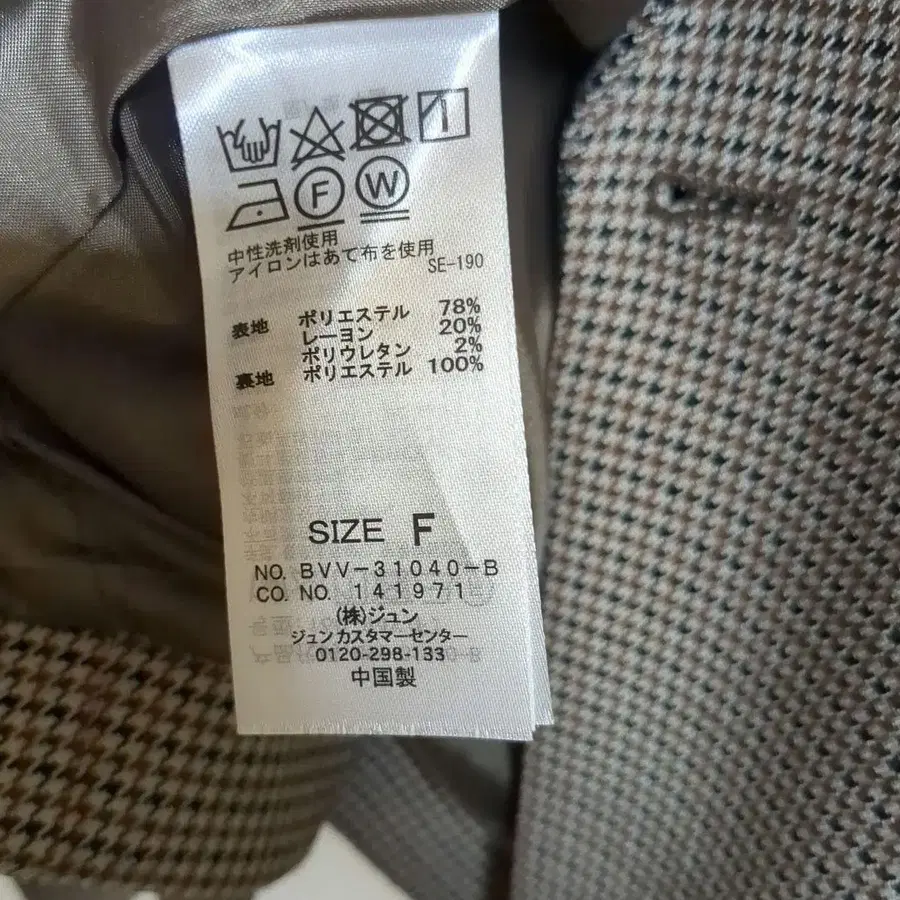 F W
中性洗剤使用
アイロンはあて布を使用
SE-190
表地 ポリエステル 78%
レーヨン 20%
ポリウレタン 2%
裏地 ポリエステル 100%
SIZE F
NO. BVV-31040-B
CO. NO. 141971
(株)ジュン
ジュンカスタマーセンター
0120-298-133
中国製